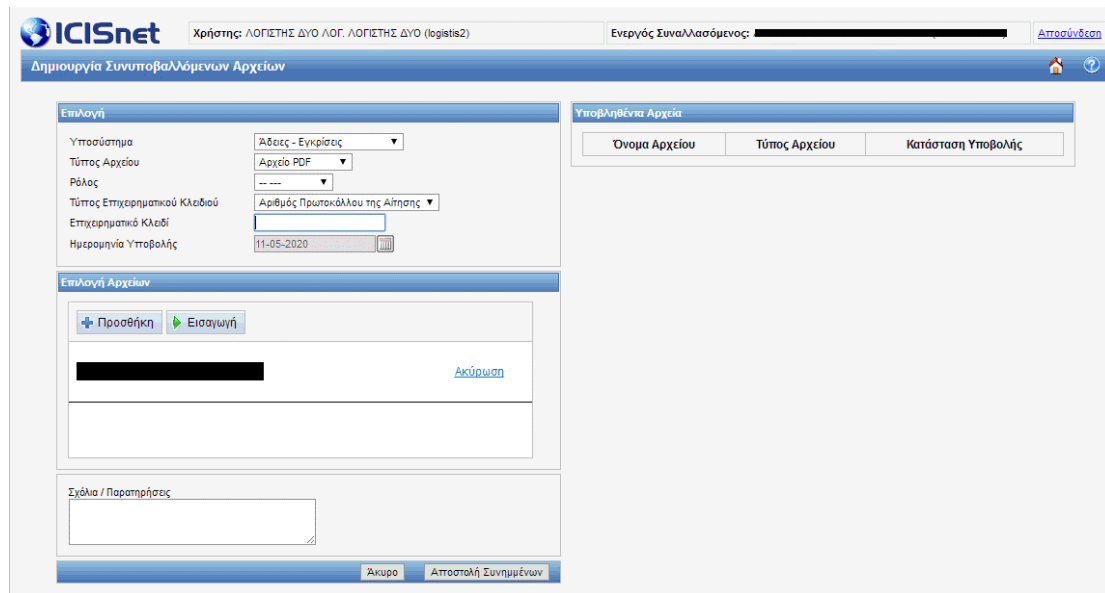 ICISnet
Χρήστης: ΛΟΓΙΣΤΗΣ ΔΥΟ ΛΟΓ. ΛΟΓΙΣΤΗΣ ΔΥΟ (logistis2)
Ενεργός Συναλλασόμενος:
Αποσύνδεση
Δημιουργία Συνυποβαλλόμενων Αρχείων
Επιλογή
Υποσύστημα Άδειες - Εγκρίσεις
Τύπος Αρχείου Αρχείο PDF
Ρόλος -- ---
Τύπος Επιχειρηματικού Κλειδιού Αριθμός Πρωτοκόλλου της Αίτησης
Επιχειρηματικό Κλειδί
Ημερομηνία Υποβολής 11-05-2020
Επιλογή Αρχείων
Προσθήκη Εισαγωγή
Ακύρωση
Σχόλια / Παρατηρήσεις
Άκυρο Αποστολή Συνημμένων
Υποβληθέντα Αρχεία
Όνομα Αρχείου Τύπος Αρχείου Κατάσταση Υποβολής